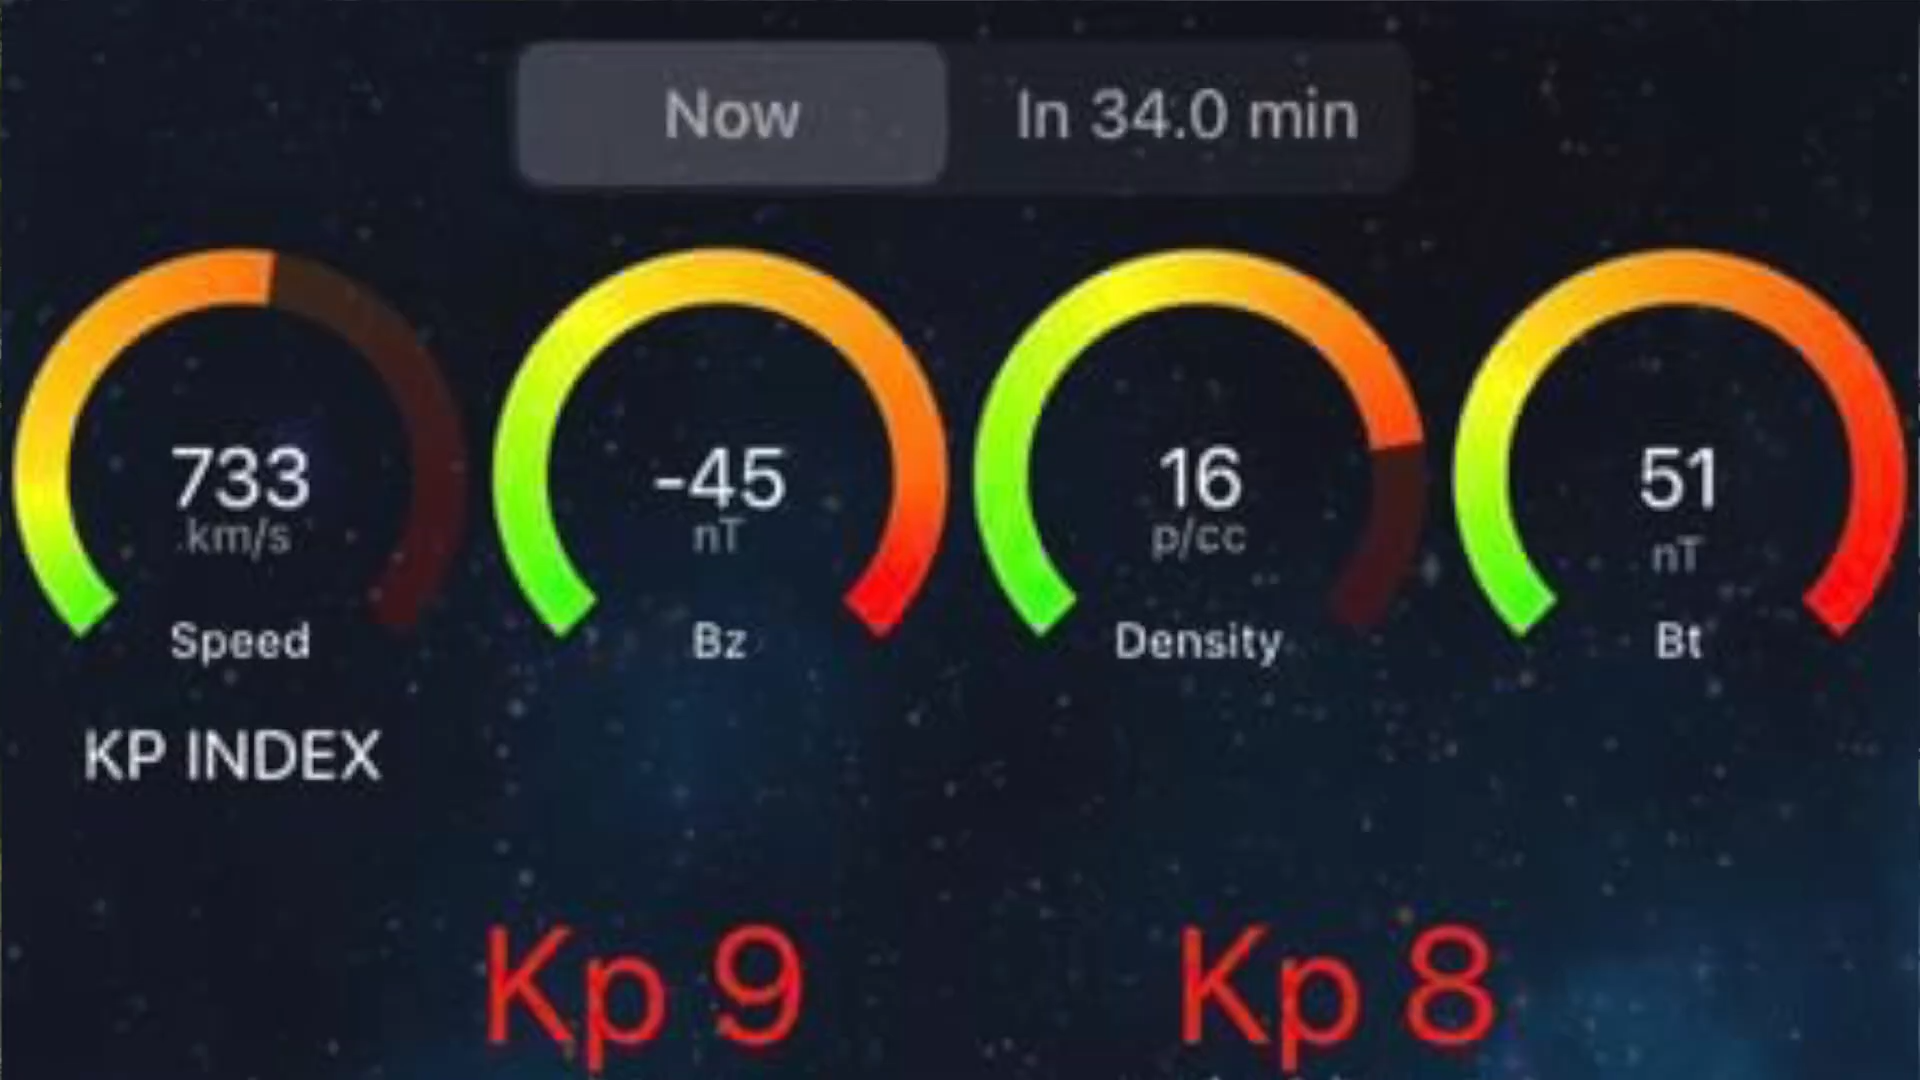 Now In 34.0 min
733 -45 16 51
km/s nT p/cc nT
Speed Bz Density Bt
KP INDEX
Kp 9 Kp 8